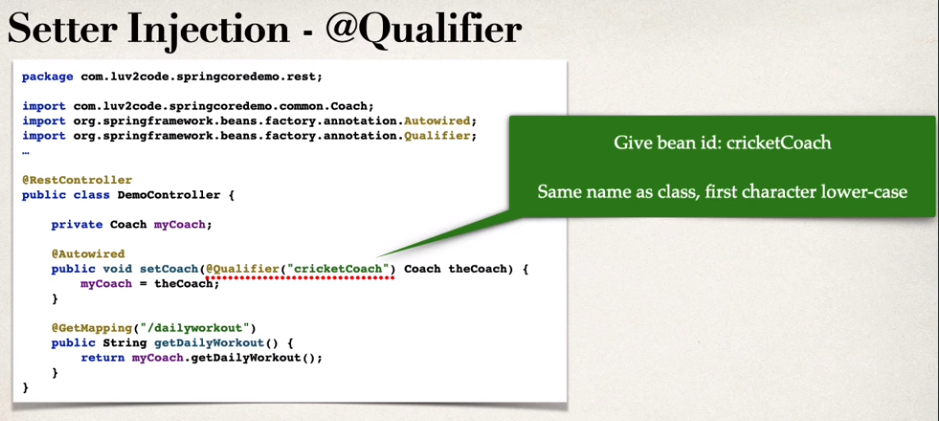 Setter Injection - @Qualifier
package com.luv2code.springcoredemo.rest;
import com.luv2code.springcoredemo.common.Coach;
import org.springframework.beans.factory.annotation.Autowired;
import org.springframework.beans.factory.annotation.Qualifier;
…
@RestController
public class DemoController {
private Coach myCoach;
@Autowired
public void setCoach(@Qualifier("cricketCoach") Coach theCoach) {
myCoach = theCoach;
}
@GetMapping("/dailyworkout")
public String getDailyWorkout() {
return myCoach.getDailyWorkout();
}
}
Give bean id: cricketCoach
Same name as class, first character lower-case